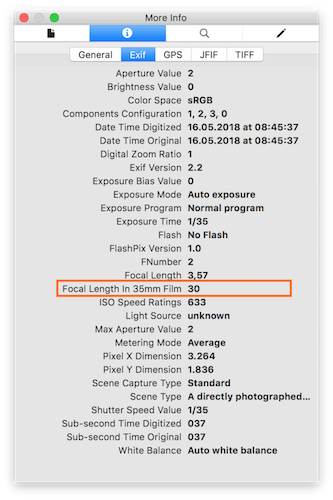 More Info
General Exif GPS JFIF TIFF
Aperture Value 2
Brightness Value 0
Color Space sRGB
Components Configuration 1, 2, 3, 0
Date Time Digitized 16.05.2018 at 08:45:37
Date Time Original 16.05.2018 at 08:45:37
Digital Zoom Ratio 1
Exif Version 2.2
Exposure Bias Value 0
Exposure Mode Auto exposure
Exposure Program Normal program
Exposure Time 1/35
Flash No Flash
FlashPix Version 1.0
FNumber 2
Focal Length 3,57
Focal Length In 35mm Film 30
ISO Speed Ratings 633
Light Source unknown
Max Aperture Value 2
Metering Mode Average
Pixel X Dimension 3.264
Pixel Y Dimension 1.836
Scene Capture Type Standard
Scene Type A directly photographed...
Shutter Speed Value 1/35
Sub-second Time Digitized 037
Sub-second Time Original 037
White Balance Auto white balance